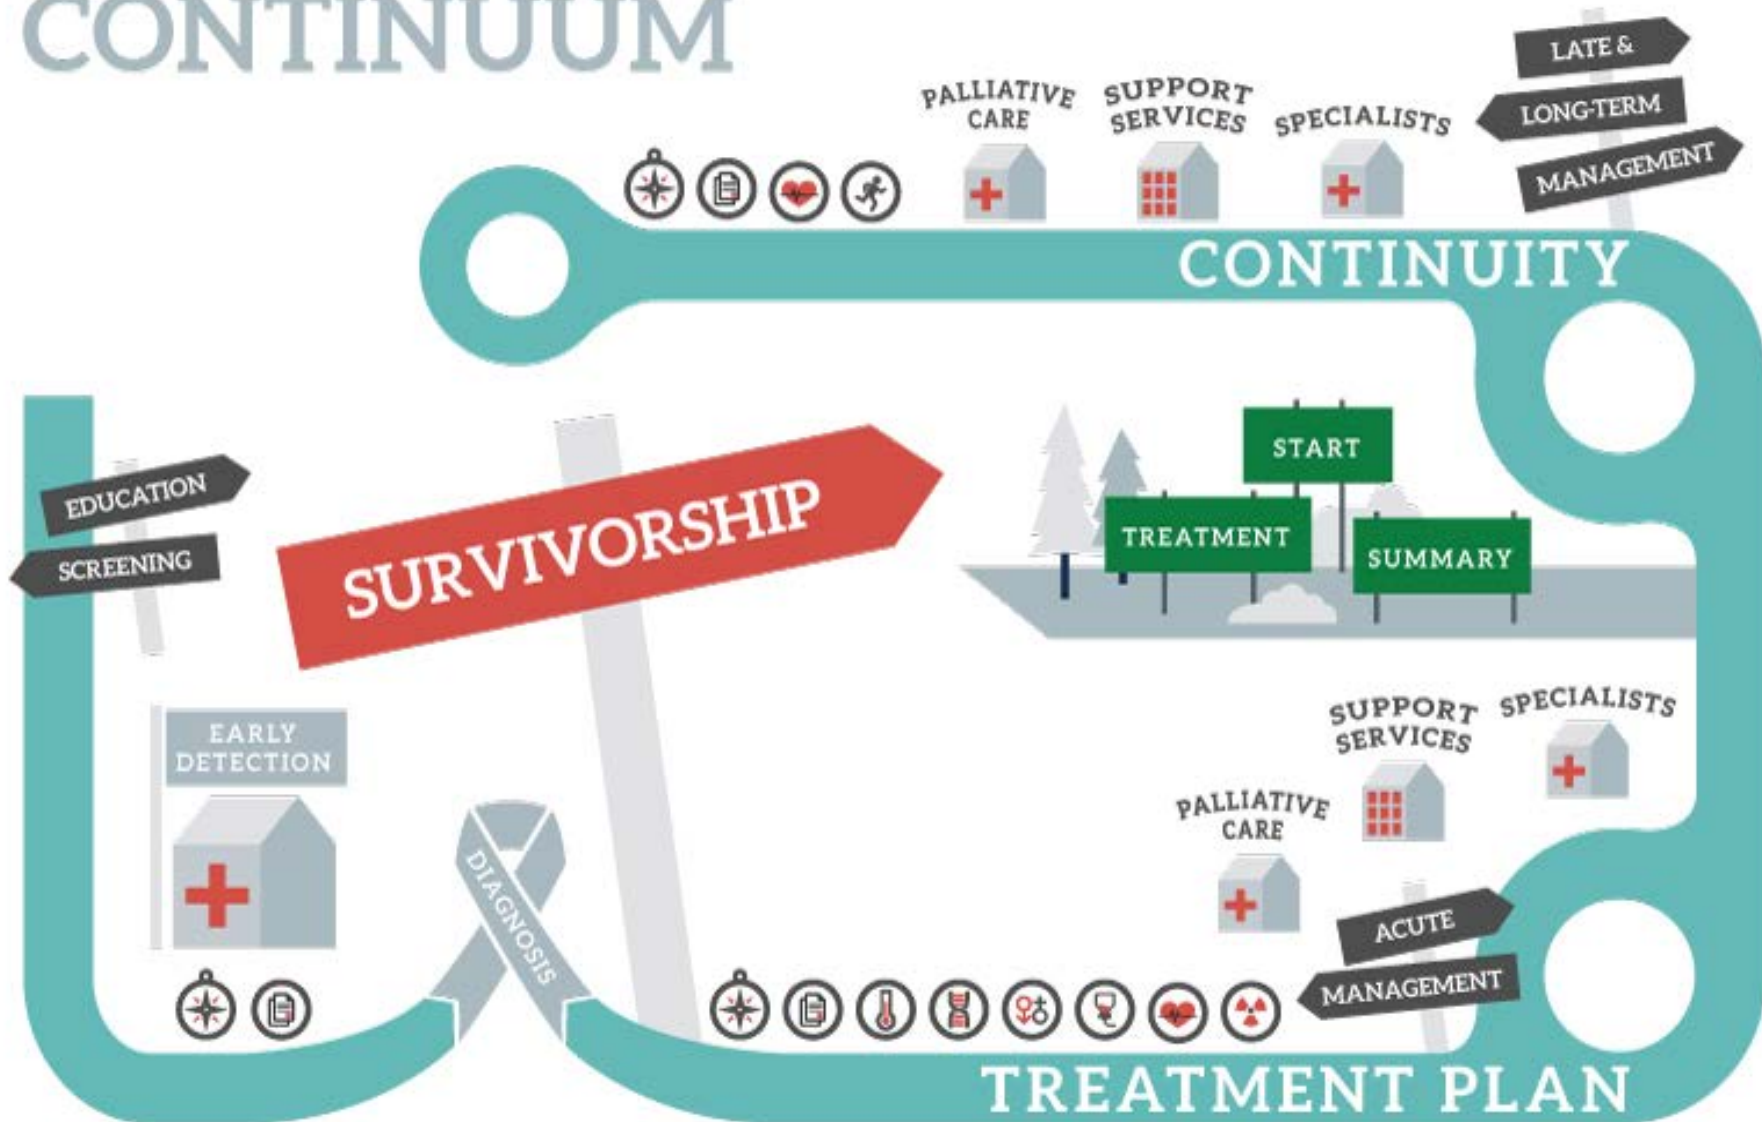 CONTINUUM
PALLIATIVE
CARE
SUPPORT
SERVICES
SPECIALISTS
LATE &
LONG-TERM
MANAGEMENT
CONTINUITY
EDUCATION
SCREENING
SURVIVORSHIP
START
TREATMENT
SUMMARY
EARLY
DETECTION
DIAGNOSIS
SUPPORT
SERVICES
SPECIALISTS
PALLIATIVE
CARE
ACUTE
MANAGEMENT
TREATMENT PLAN